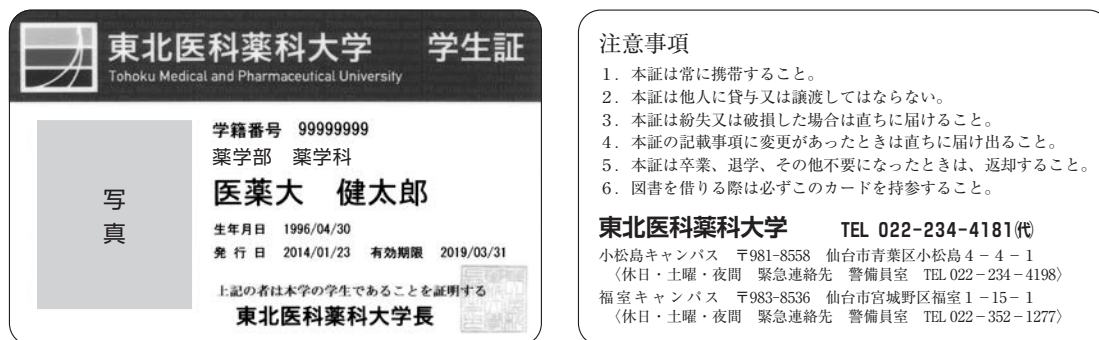 東北医科薬科大学 学生証
Tohoku Medical and Pharmaceutical University
写真
学籍番号 99999999
薬学部 薬学科
医薬大 健太郎
生年月日 1996/04/30
発行日 2014/01/23 有効期限 2019/03/31
上記の者は本学の学生であることを証明する
東北医科薬科大学長
注意事項
1. 本証は常に携帯すること。
2. 本証は他人に貸与又は譲渡してはならない。
3. 本証は紛失又は破損した場合は直ちに届けること。
4. 本証の記載事項に変更があったときは直ちに届け出ること。
5. 本証は卒業、退学、その他不要になったときは、返却すること。
6. 図書を借りる際は必ずこのカードを持参すること。
東北医科薬科大学 TEL 022-234-4181㈹
小松島キャンパス 〒981-8558 仙台市青葉区小松島4-4-1
〈休日・土曜・夜間 緊急連絡先 警備員室 TEL 022-234-4198〉
福室キャンパス 〒983-8536 仙台市宮城野区福室1-15-1
〈休日・土曜・夜間 緊急連絡先 警備員室 TEL 022-352-1277〉